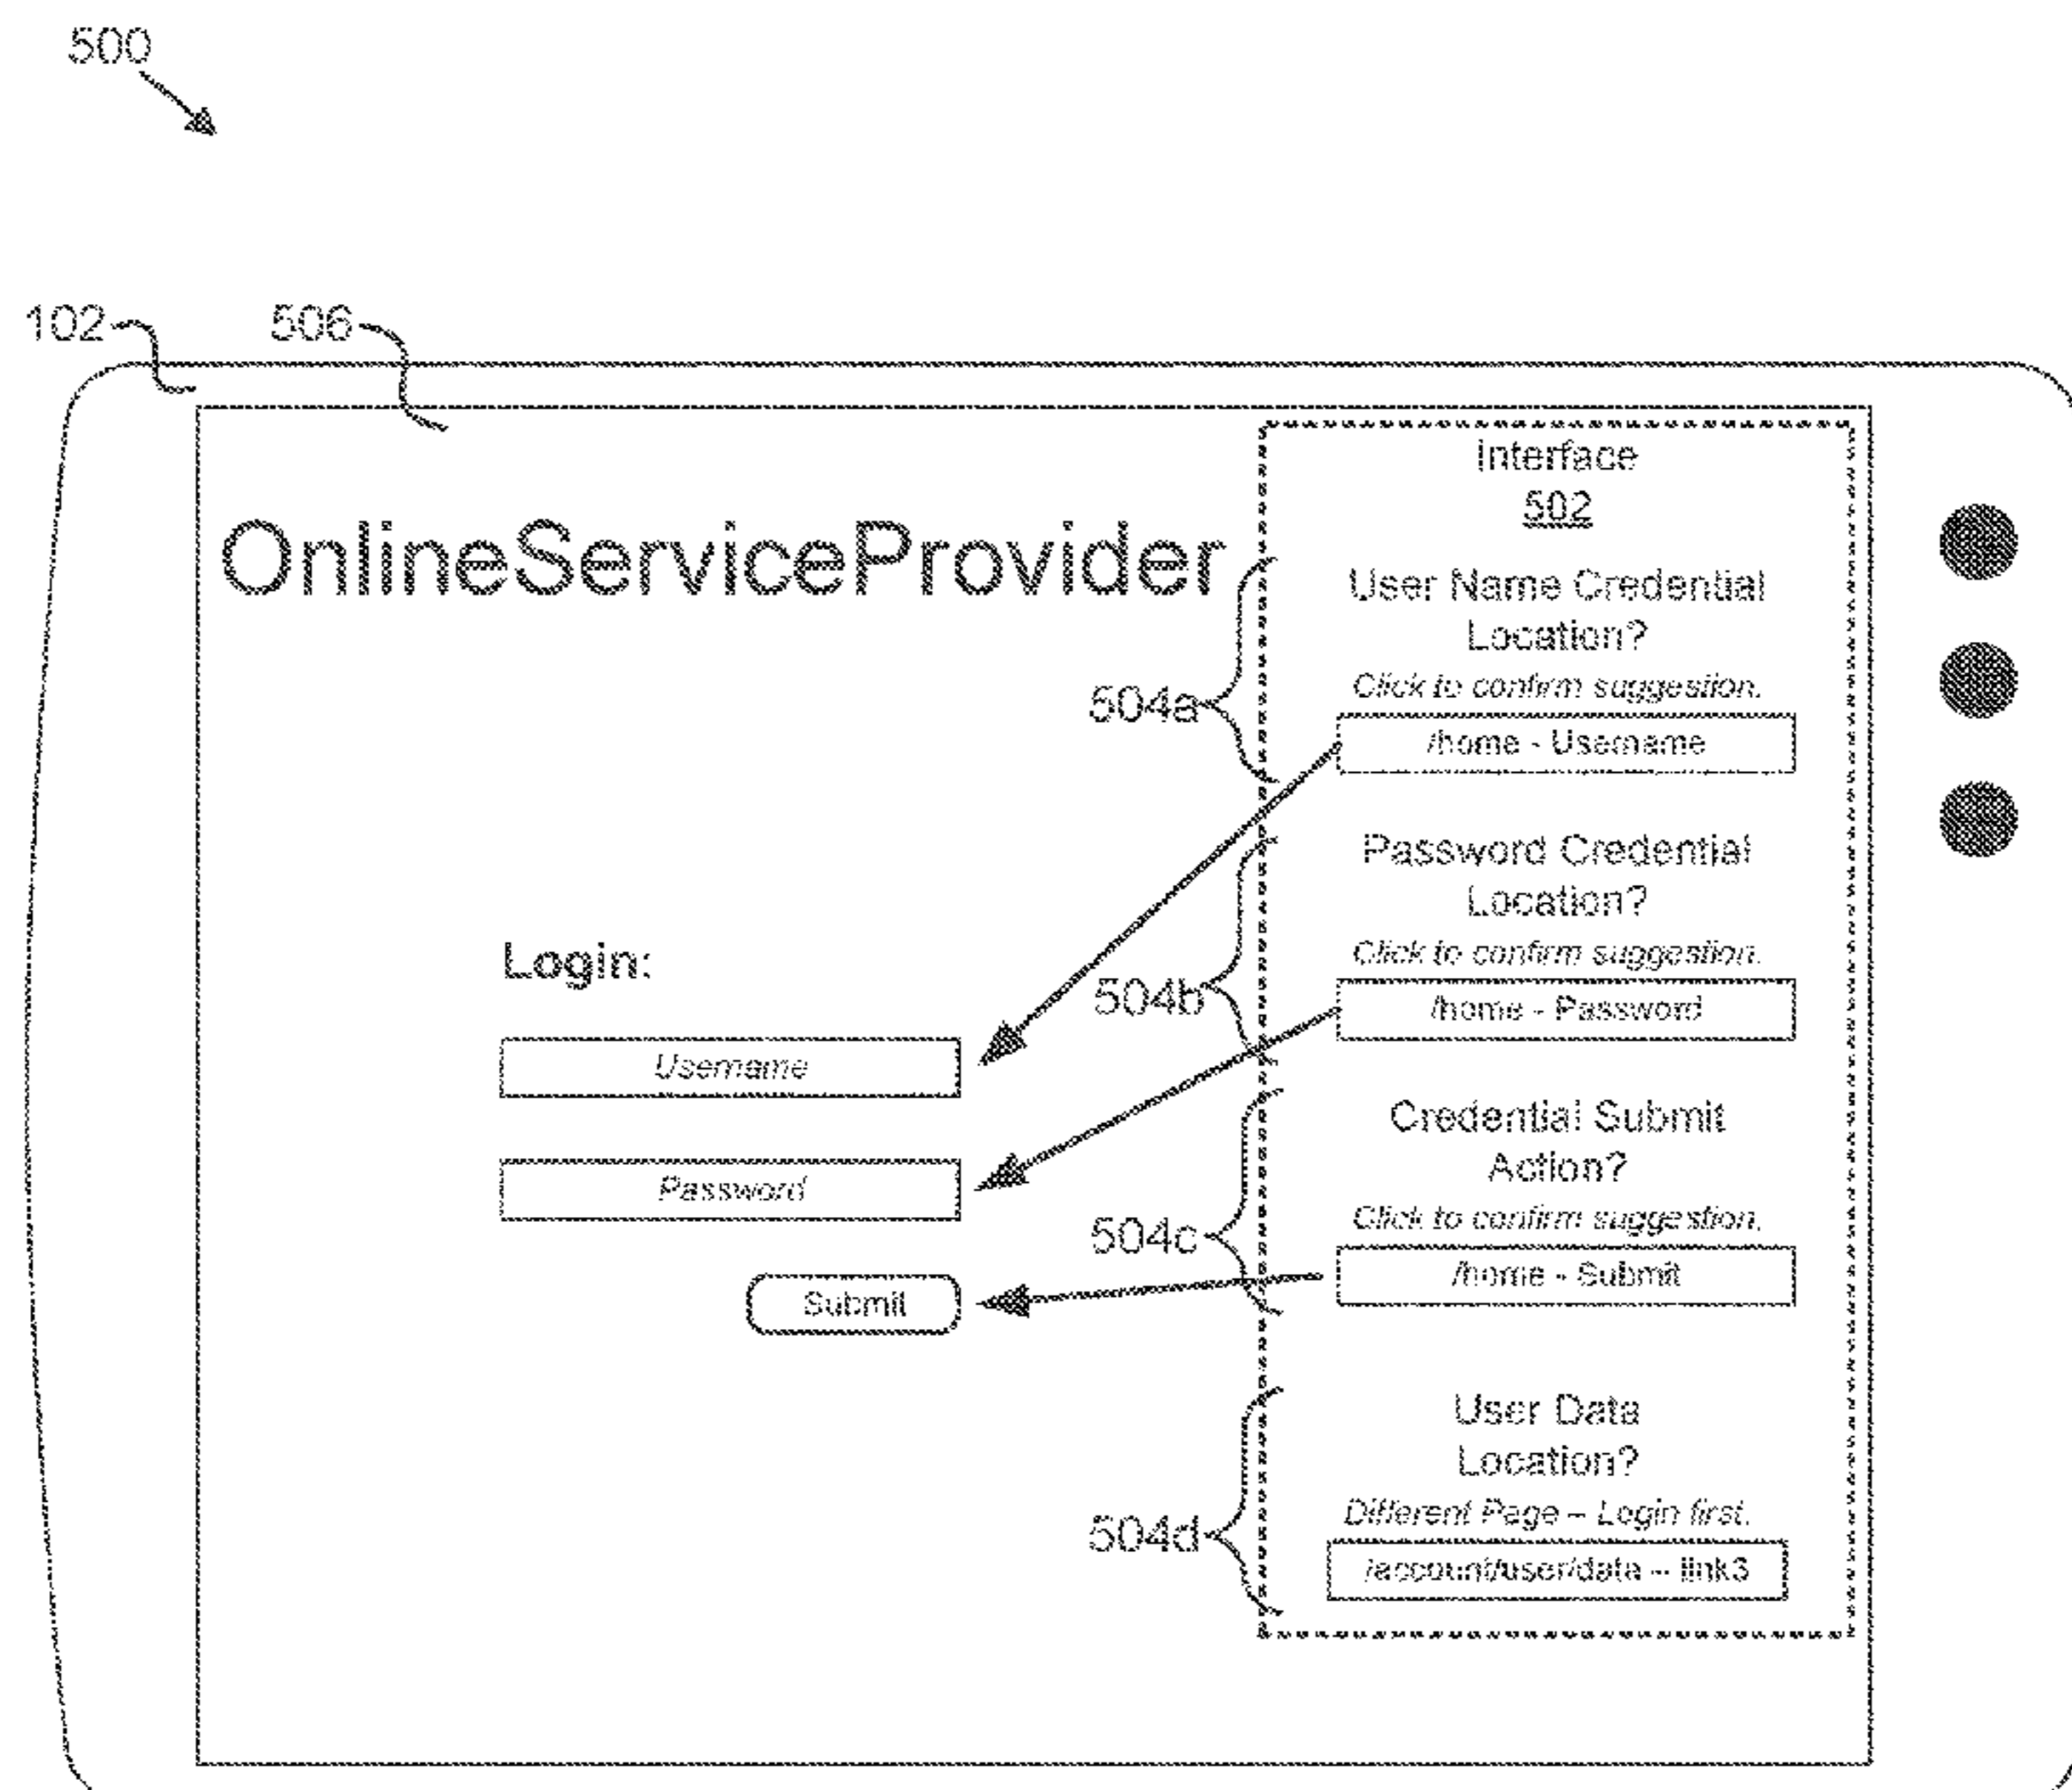 500
102
506
OnlineServiceProvider
Login:
Username
Password
Submit
Interface
502
504a
User Name Credential
Location?
Click to confirm suggestion.
/home - Username
504b
Password Credential
Location?
Click to confirm suggestion.
/home - Password
504c
Credential Submit
Action?
Click to confirm suggestion.
/home - Submit
504d
User Data
Location?
Different Page – Login first.
/account/user/data – link3